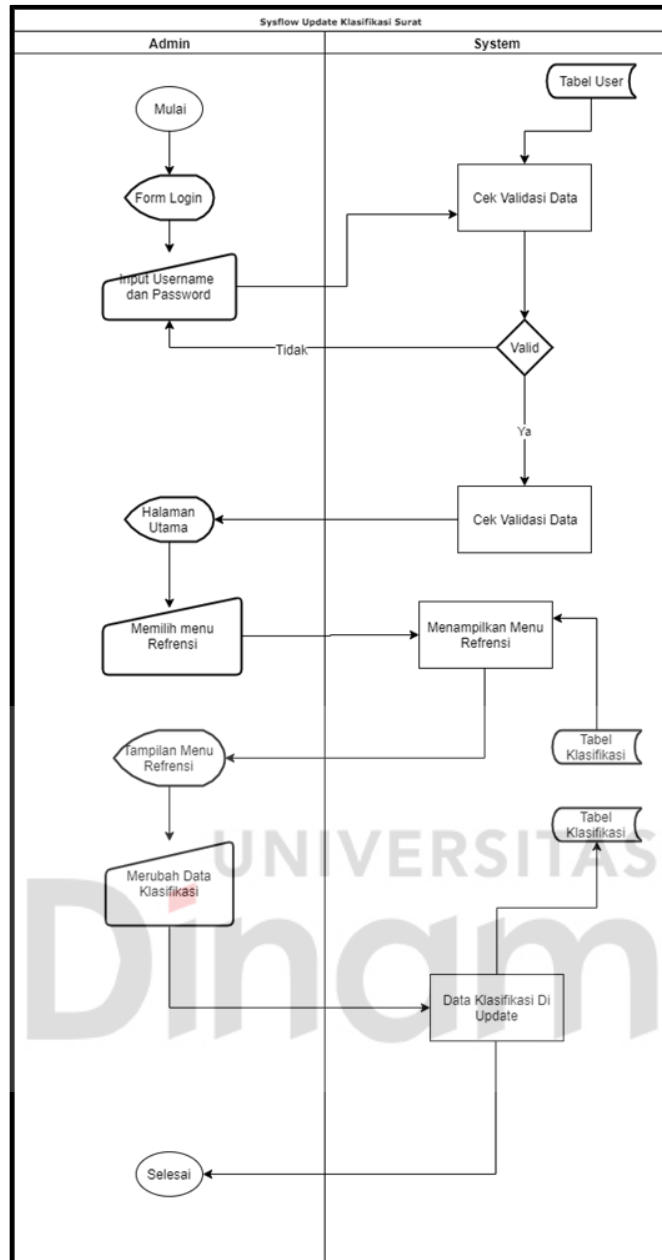 Sysflow Update Klasifikasi Surat
Admin
System
Tabel User
Mulai
Form Login
Cek Validasi Data
Input Username
dan Password
Valid
Tidak
Ya
Halaman
Utama
Cek Validasi Data
Memilih menu
Refrensi
Menampilkan Menu
Refrensi
Tampilan Menu
Refrensi
Tabel
Klasifikasi
Tabel
Klasifikasi
UNIVERSITAS
Merubah Data
Klasifikasi
Dinam
Data Klasifikasi Di
Update
Selesai